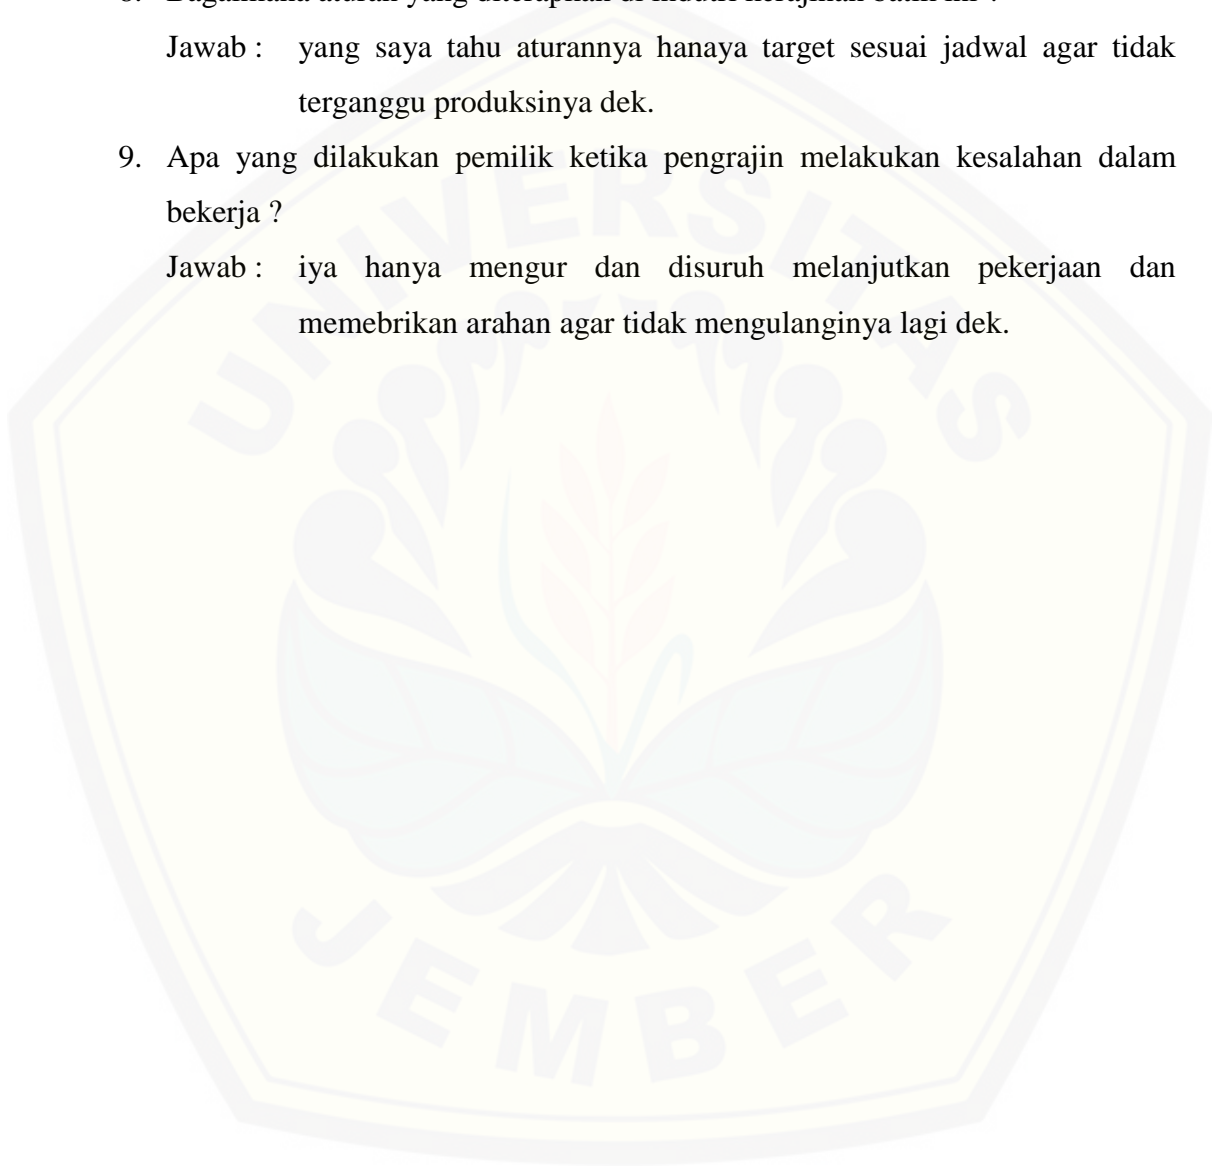 Jawab : yang saya tahu aturannya hanaya target sesuai jadwal agar tidak
terganggu produksinya dek.
9. Apa yang dilakukan pemilik ketika pengrajin melakukan kesalahan dalam
bekerja ?
Jawab : iya hanya mengur dan disuruh melanjutkan pekerjaan dan
memebrikan arahan agar tidak mengulanginya lagi dek.
UNIVERSITAS
JEMBER